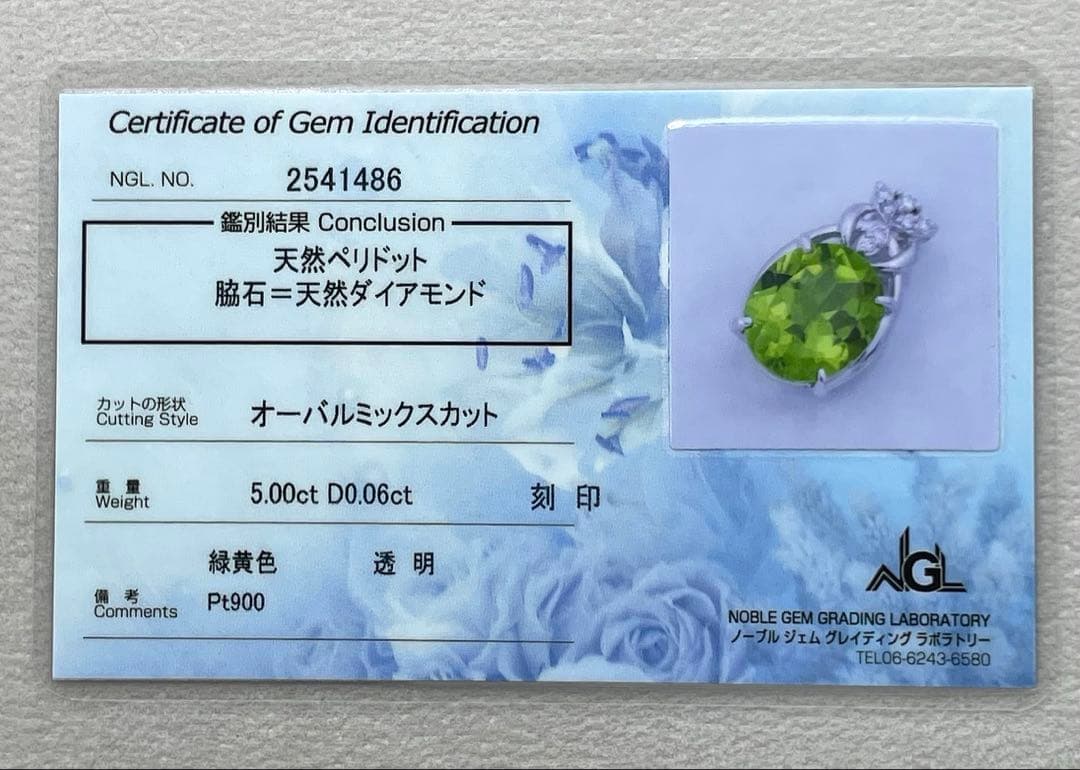 Certificate of Gem Identification
NGL. NO. 2541486
鑑別結果 Conclusion
天然ペリドット
脇石=天然ダイアモンド
カットの形状
Cutting Style オーバルミックスカット
重量
Weight 5.00ct D0.06ct 刻印
緑黄色 透明
備考
Comments Pt900
NGL
NOBLE GEM GRADING LABORATORY
ノーブル ジェム グレイディング ラボラトリー
TEL06-6243-6580